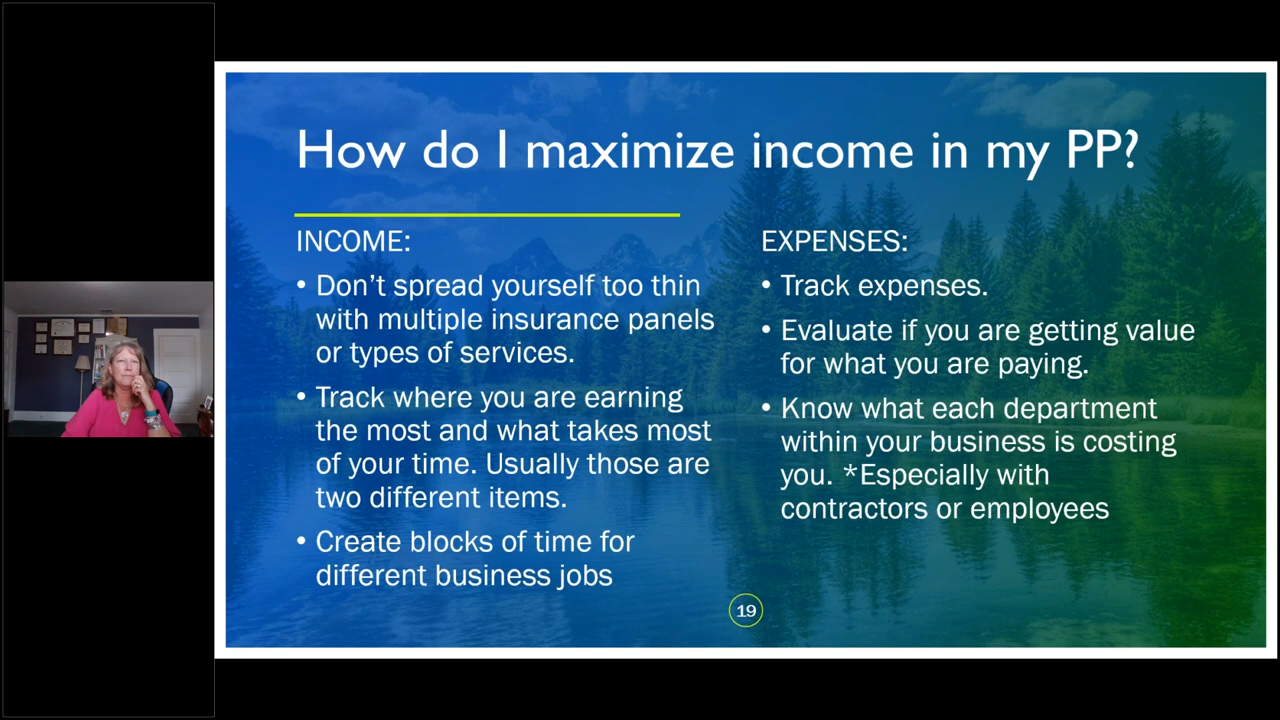 How do I maximize income in my PP?
INCOME:
• Don’t spread yourself too thin
with multiple insurance panels
or types of services.
• Track where you are earning
the most and what takes most
of your time. Usually those are
two different items.
• Create blocks of time for
different business jobs
EXPENSES:
• Track expenses.
• Evaluate if you are getting value
for what you are paying.
• Know what each department
within your business is costing
you. *Especially with
contractors or employees
19